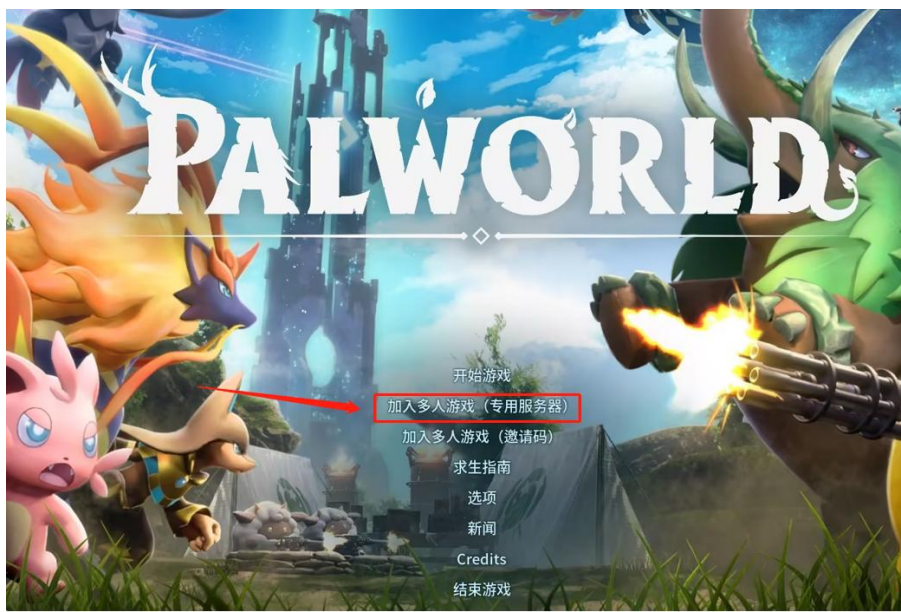 PALWORLD
开始游戏
加入多人游戏（专用服务器）
加入多人游戏（邀请码）
求生指南
选项
新闻
Credits
结束游戏